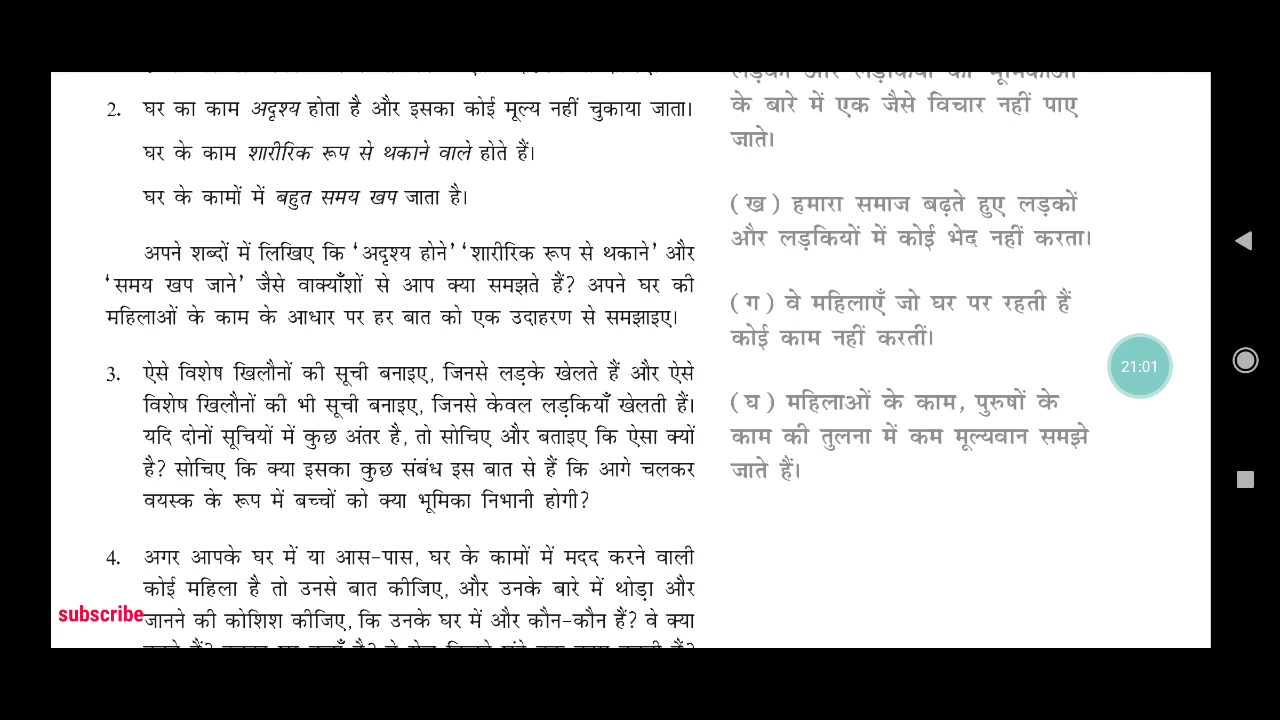 2. घर का काम अदृश्य होता है और इसका कोई मूल्य नहीं चुकाया जाता।
घर के काम शारीरिक रूप से थकाने वाले होते हैं।
घर के कामों में बहुत समय खप जाता है।
अपने शब्दों में लिखिए कि ‘अदृश्य होने’ ‘शारीरिक रूप से थकाने’ और
‘समय खप जाने’ जैसे वाक्याँशों से आप क्या समझते हैं? अपने घर की
महिलाओं के काम के आधार पर हर बात को एक उदाहरण से समझाइए।
3. ऐसे विशेष खिलौनों की सूची बनाइए, जिनसे लड़के खेलते हैं और ऐसे
विशेष खिलौनों की भी सूची बनाइए, जिनसे केवल लड़कियाँ खेलती हैं।
यदि दोनों सूचियों में कुछ अंतर है, तो सोचिए और बताइए कि ऐसा क्यों
है? सोचिए कि क्या इसका कुछ संबंध इस बात से हैं कि आगे चलकर
वयस्क के रूप में बच्चों को क्या भूमिका निभानी होगी?
4. अगर आपके घर में या आस-पास, घर के कामों में मदद करने वाली
कोई महिला है तो उनसे बात कीजिए, और उनके बारे में थोड़ा और
जानने की कोशिश कीजिए, कि उनके घर में और कौन-कौन हैं? वे क्या
subscribe
के बारे में एक जैसे विचार नहीं पाए
जाते।
(ख) हमारा समाज बढ़ते हुए लड़कों
और लड़कियों में कोई भेद नहीं करता।
(ग) वे महिलाएँ जो घर पर रहती हैं
कोई काम नहीं करतीं।
(घ) महिलाओं के काम, पुरुषों के
काम की तुलना में कम मूल्यवान समझे
जाते हैं।
21:01